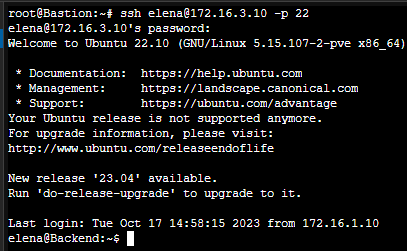 root@Bastion:~# ssh elena@172.16.3.10 -p 22
elena@172.16.3.10's password:
Welcome to Ubuntu 22.10 (GNU/Linux 5.15.107-2-pve x86_64)
* Documentation:  https://help.ubuntu.com
* Management:     https://landscape.canonical.com
* Support:        https://ubuntu.com/advantage
Your Ubuntu release is not supported anymore.
For upgrade information, please visit:
http://www.ubuntu.com/releaseendoflife
New release '23.04' available.
Run 'do-release-upgrade' to upgrade to it.
Last login: Tue Oct 17 14:58:15 2023 from 172.16.1.10
elena@Backend:~$